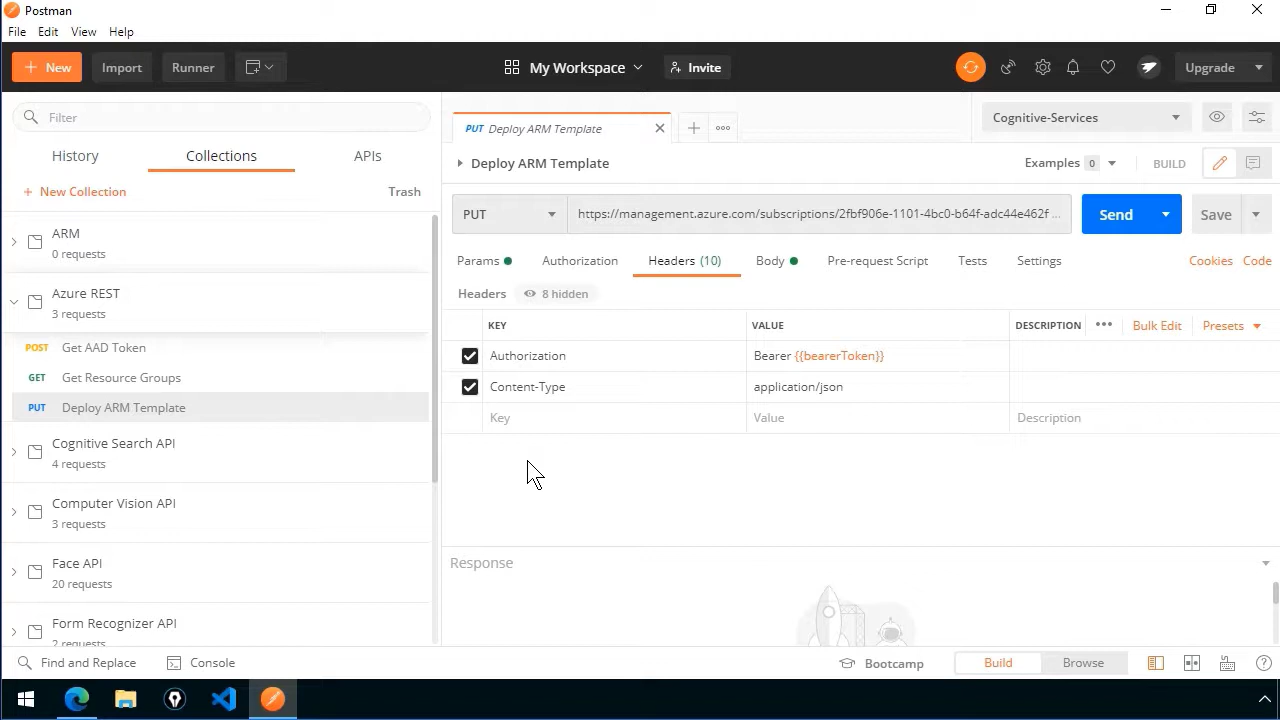 Postman
File Edit View Help
New Import Runner My Workspace Invite Upgrade
Filter
History Collections APIs
New Collection Trash
ARM
0 requests
Azure REST
3 requests
POST Get AAD Token
GET Get Resource Groups
PUT Deploy ARM Template
Cognitive Search API
4 requests
Computer Vision API
3 requests
Face API
20 requests
Form Recognizer API
2 requests
PUT Deploy ARM Template
Cognitive-Services
Deploy ARM Template Examples 0 BUILD
PUT https://management.azure.com/subscriptions/2fbf906e-1101-4bc0-b64f-adc44e462f ... Send Save
Params Authorization Headers (10) Body Pre-request Script Tests Settings Cookies Code
Headers 8 hidden
KEY VALUE DESCRIPTION Bulk Edit Presets
Authorization Bearer {{bearerToken}}
Content-Type application/json
Key Value Description
Response
Find and Replace Console Bootcamp Build Browse